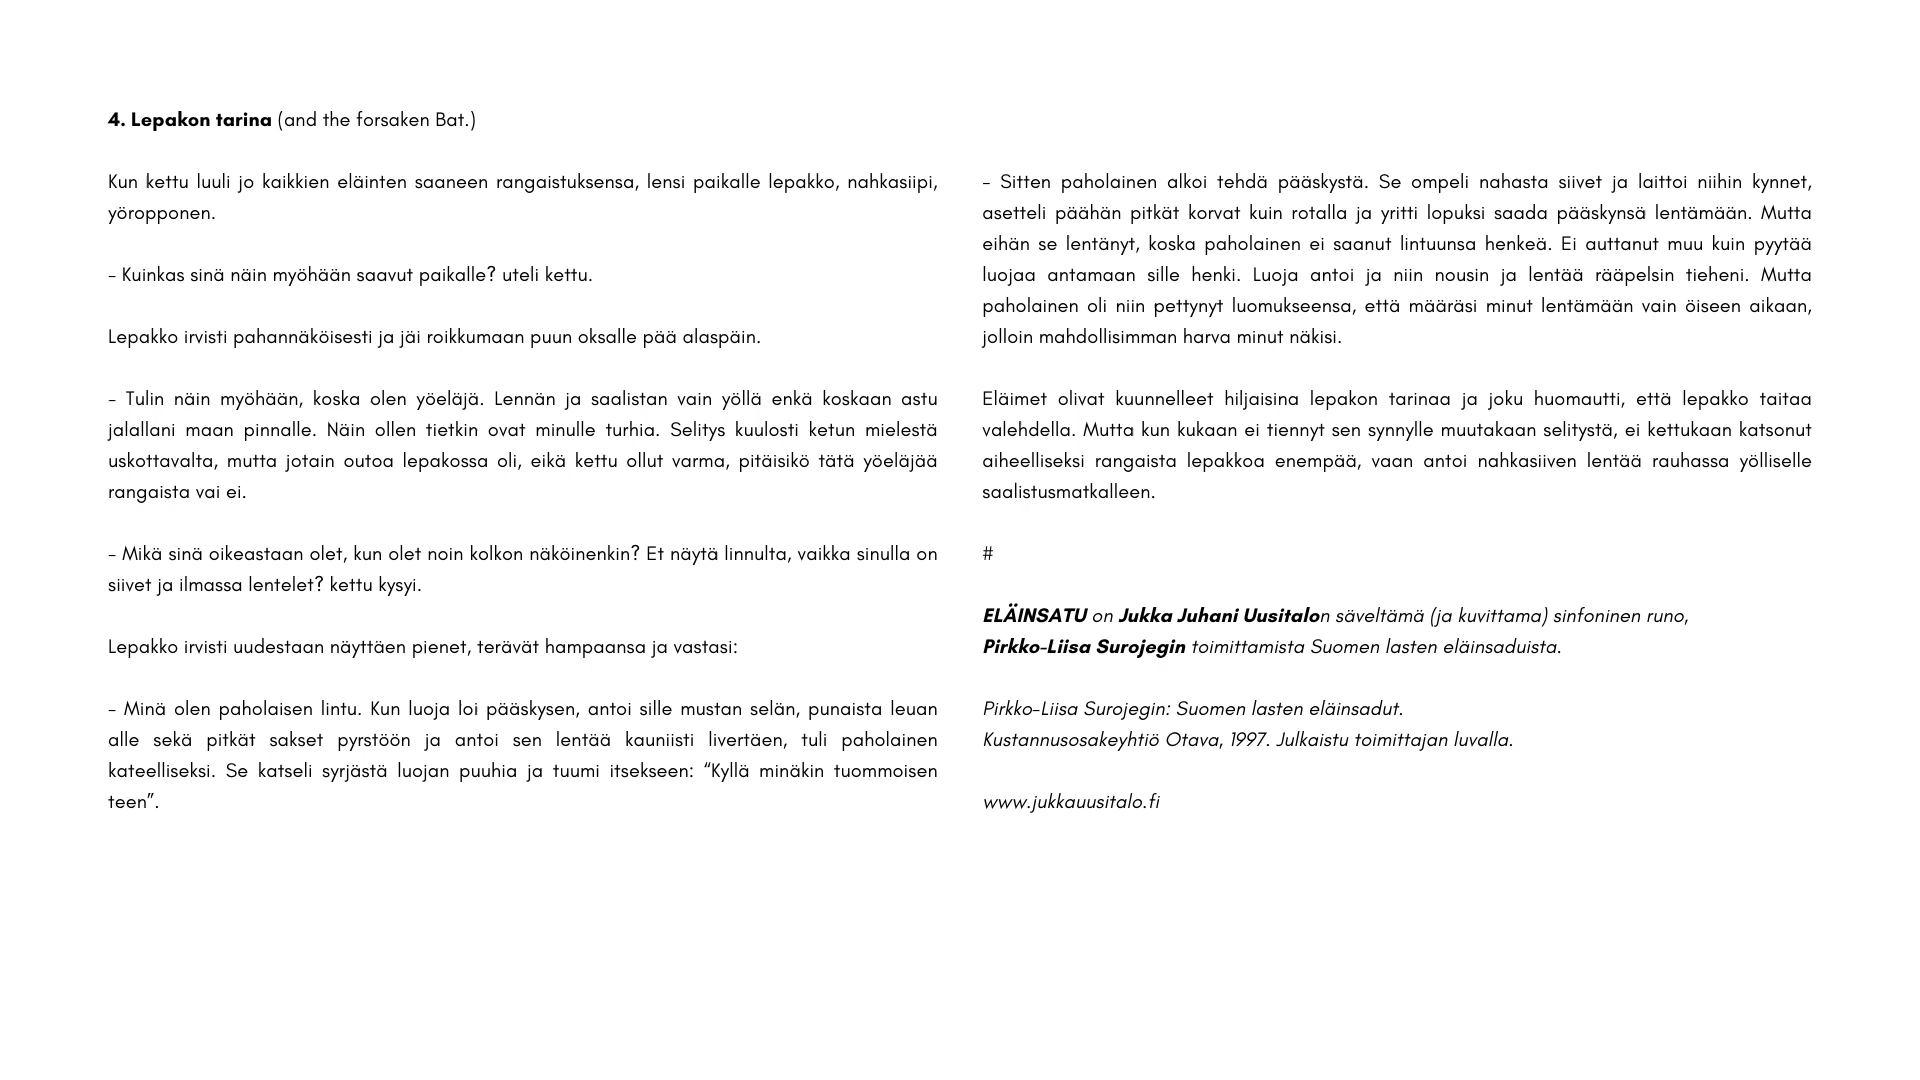 4. Lepakon tarina (and the forsaken Bat.)
Kun kettu luuli jo kaikkien eläinten saaneen rangaistuksensa, lensi paikalle lepakko, nahkasiipi,
yöropponen.
– Kuinkas sinä näin myöhään saavut paikalle? uteli kettu.
Lepakko irvisti pahannäköisesti ja jäi roikkumaan puun oksalle pää alaspäin.
– Tulin näin myöhään, koska olen yöeläjä. Lennän ja saalistan vain yöllä enkä koskaan astu
jalallani maan pinnalle. Näin ollen tietkin ovat minulle turhia. Selitys kuulosti ketun mielestä
uskottavalta, mutta jotain outoa lepakossa oli, eikä kettu ollut varma, pitäisikö tätä yöeläjää
rangaista vai ei.
– Mikä sinä oikeastaan olet, kun olet noin kolkon näköinenkin? Et näytä linnulta, vaikka sinulla on
siivet ja ilmassa lentelet? kettu kysyi.
Lepakko irvisti uudestaan näyttäen pienet, terävät hampaansa ja vastasi:
– Minä olen paholaisen lintu. Kun luoja loi pääskysen, antoi sille mustan selän, punaista leuan
alle sekä pitkät sakset pyrstöön ja antoi sen lentää kauniisti livertäen, tuli paholainen
kateelliseksi. Se katseli syrjästä luojan puuhia ja tuumi itsekseen: “Kyllä minäkin tuommoisen
teen”.
– Sitten paholainen alkoi tehdä pääskystä. Se ompeli nahasta siivet ja laittoi niihin kynnet,
asetteli päähän pitkät korvat kuin rotalla ja yritti lopuksi saada pääskynsä lentämään. Mutta
eihän se lentänyt, koska paholainen ei saanut lintuunsa henkeä. Ei auttanut muu kuin pyytää
luojaa antamaan sille henki. Luoja antoi ja niin nousin ja lentää rääpelsin tieheni. Mutta
paholainen oli niin pettynyt luomukseensa, että määräsi minut lentämään vain öiseen aikaan,
jolloin mahdollisimman harva minut näkisi.
Eläimet olivat kuunnelleet hiljaisina lepakon tarinaa ja joku huomautti, että lepakko taitaa
valehdella. Mutta kun kukaan ei tiennyt sen synnylle muutakaan selitystä, ei kettukaan katsonut
aiheelliseksi rangaista lepakkoa enempää, vaan antoi nahkasiiven lentää rauhassa yölliselle
saalistusmatkalleen.
#
ELÄINSATU on Jukka Juhani Uusitalon säveltämä (ja kuvittama) sinfoninen runo,
Pirkko-Liisa Surojegin toimittamista Suomen lasten eläinsaduista.
Pirkko-Liisa Surojegin: Suomen lasten eläinsadut.
Kustannusosakeyhtiö Otava, 1997. Julkaistu toimittajan luvalla.
www.jukkauusitalo.fi